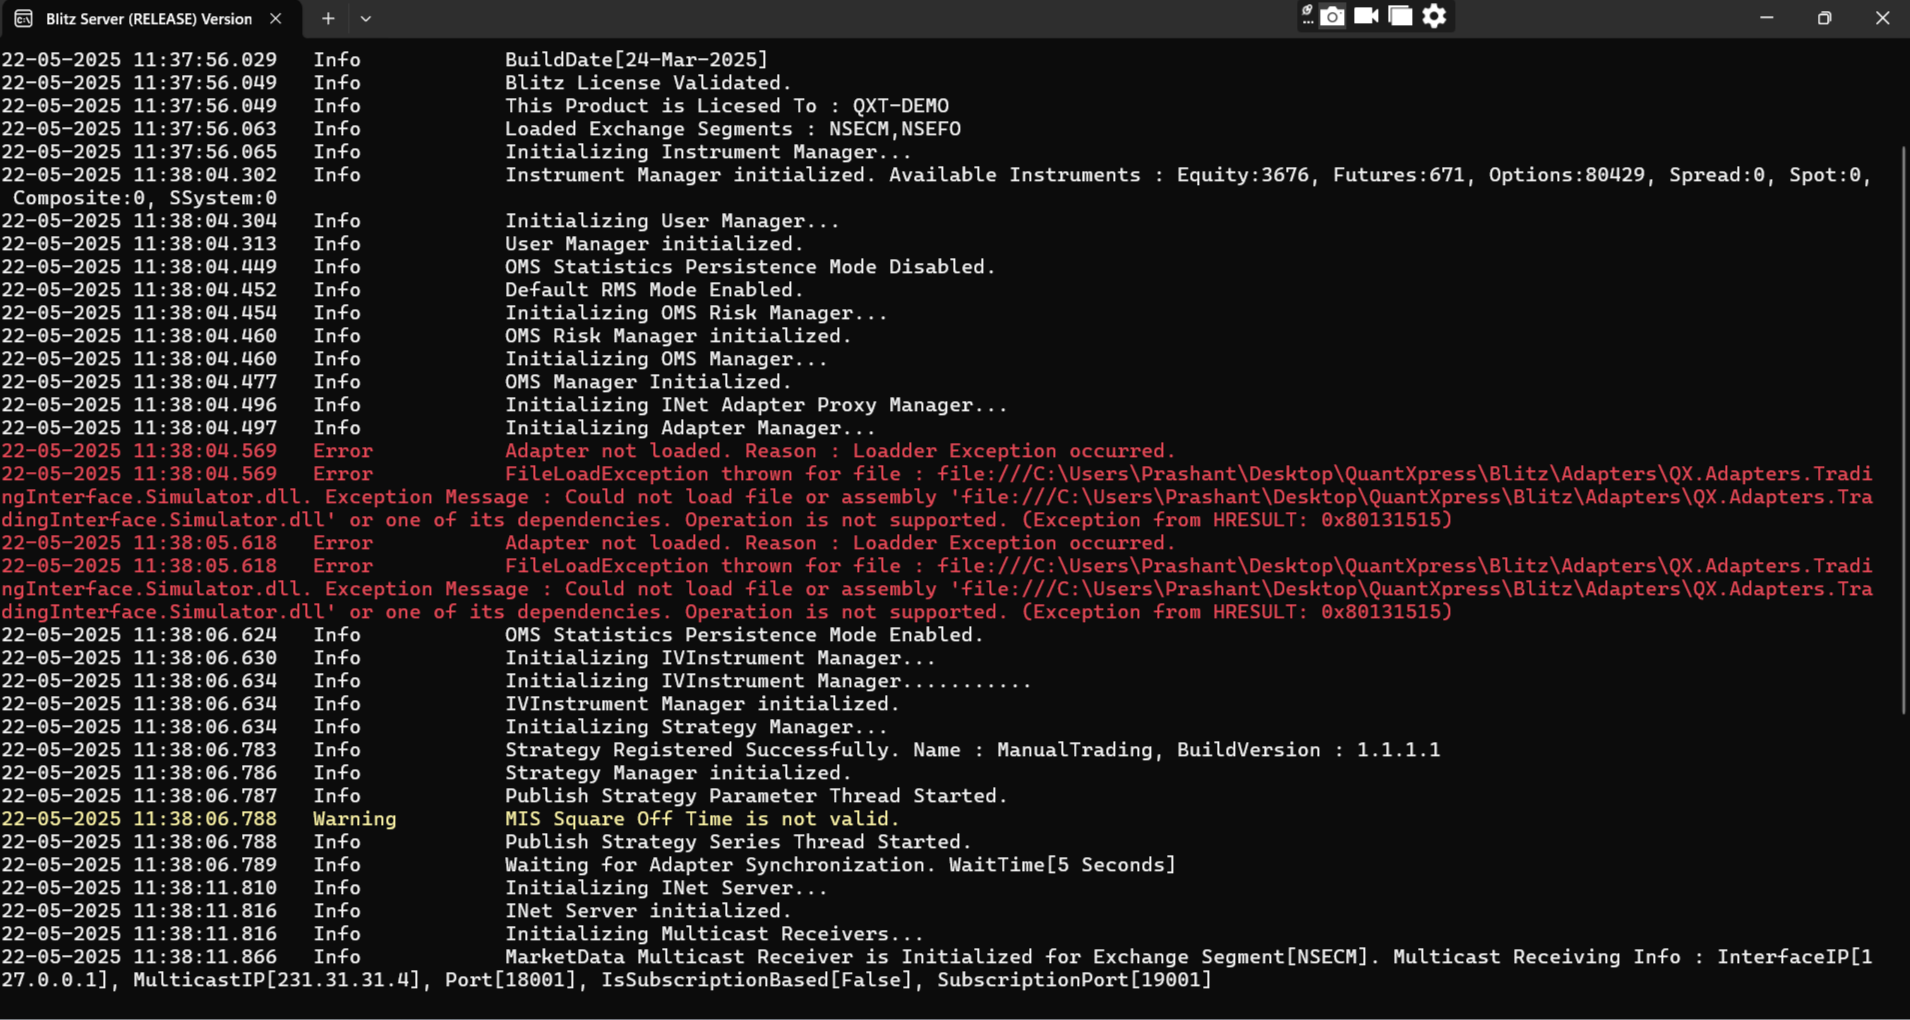 Blitz Server (RELEASE) Version
22-05-2025 11:37:56.029 Info BuildDate[24-Mar-2025]
22-05-2025 11:37:56.049 Info Blitz License Validated.
22-05-2025 11:37:56.049 Info This Product is Licesed To : QXT-DEMO
22-05-2025 11:37:56.063 Info Loaded Exchange Segments : NSECM,NSEFO
22-05-2025 11:37:56.065 Info Initializing Instrument Manager...
22-05-2025 11:38:04.302 Info Instrument Manager initialized. Available Instruments : Equity:3676, Futures:671, Options:80429, Spread:0, Spot:0,
Composite:0, SSystem:0
22-05-2025 11:38:04.304 Info Initializing User Manager...
22-05-2025 11:38:04.313 Info User Manager initialized.
22-05-2025 11:38:04.449 Info OMS Statistics Persistence Mode Disabled.
22-05-2025 11:38:04.452 Info Default RMS Mode Enabled.
22-05-2025 11:38:04.454 Info Initializing OMS Risk Manager...
22-05-2025 11:38:04.460 Info OMS Risk Manager initialized.
22-05-2025 11:38:04.460 Info Initializing OMS Manager...
22-05-2025 11:38:04.477 Info OMS Manager Initialized.
22-05-2025 11:38:04.496 Info Initializing INet Adapter Proxy Manager...
22-05-2025 11:38:04.497 Info Initializing Adapter Manager...
22-05-2025 11:38:04.569 Error Adapter not loaded. Reason : Loadder Exception occurred.
22-05-2025 11:38:04.569 Error FileLoadException thrown for file : file:///C:\Users\Prashant\Desktop\QuantXpress\Blitz\Adapters\QX.Adapters.Tradi
ngInterface.Simulator.dll. Exception Message : Could not load file or assembly 'file:///C:\Users\Prashant\Desktop\QuantXpress\Blitz\Adapters\QX.Adapters.Tra
dingInterface.Simulator.dll' or one of its dependencies. Operation is not supported. (Exception from HRESULT: 0x80131515)
22-05-2025 11:38:05.618 Error Adapter not loaded. Reason : Loadder Exception occurred.
22-05-2025 11:38:05.618 Error FileLoadException thrown for file : file:///C:\Users\Prashant\Desktop\QuantXpress\Blitz\Adapters\QX.Adapters.Tradi
ngInterface.Simulator.dll. Exception Message : Could not load file or assembly 'file:///C:\Users\Prashant\Desktop\QuantXpress\Blitz\Adapters\QX.Adapters.Tra
dingInterface.Simulator.dll' or one of its dependencies. Operation is not supported. (Exception from HRESULT: 0x80131515)
22-05-2025 11:38:06.624 Info OMS Statistics Persistence Mode Enabled.
22-05-2025 11:38:06.630 Info Initializing IVInstrument Manager...
22-05-2025 11:38:06.634 Info Initializing IVInstrument Manager...........
22-05-2025 11:38:06.634 Info IVInstrument Manager initialized.
22-05-2025 11:38:06.634 Info Initializing Strategy Manager...
22-05-2025 11:38:06.783 Info Strategy Registered Successfully. Name : ManualTrading, BuildVersion : 1.1.1.1
22-05-2025 11:38:06.786 Info Strategy Manager initialized.
22-05-2025 11:38:06.787 Info Publish Strategy Parameter Thread Started.
22-05-2025 11:38:06.788 Warning MIS Square Off Time is not valid.
22-05-2025 11:38:06.788 Info Publish Strategy Series Thread Started.
22-05-2025 11:38:06.789 Info Waiting for Adapter Synchronization. WaitTime[5 Seconds]
22-05-2025 11:38:11.810 Info Initializing INet Server...
22-05-2025 11:38:11.816 Info INet Server initialized.
22-05-2025 11:38:11.816 Info Initializing Multicast Receivers...
22-05-2025 11:38:11.866 Info MarketData Multicast Receiver is Initialized for Exchange Segment[NSECM]. Multicast Receiving Info : InterfaceIP[1
27.0.0.1], MulticastIP[231.31.31.4], Port[18001], IsSubscriptionBased[False], SubscriptionPort[19001]